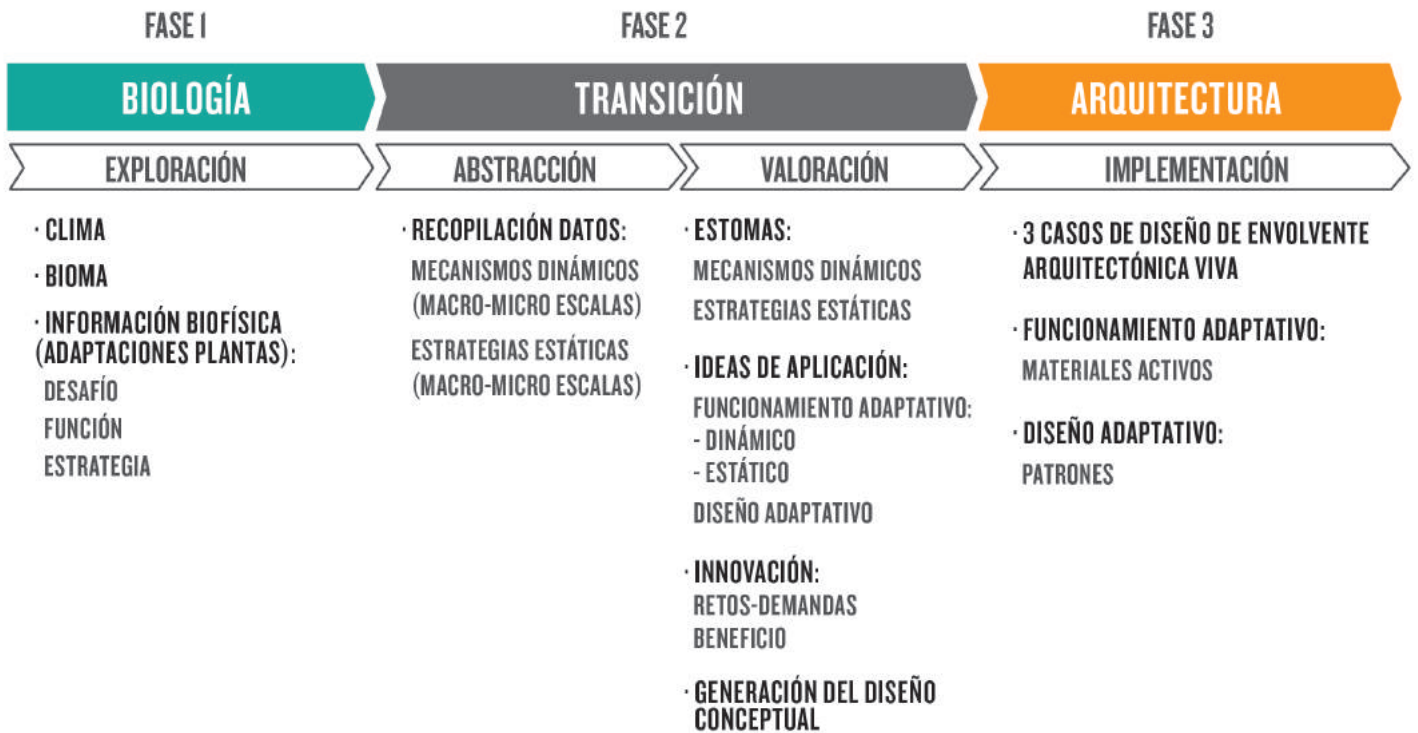 FASE 1
FASE 2
FASE 3
BIOLOGÍA
TRANSICIÓN
ARQUITECTURA
EXPLORACIÓN
ABSTRACCIÓN
VALORACIÓN
IMPLEMENTACIÓN
· CLIMA
· BIOMA
· INFORMACIÓN BIOFÍSICA
(ADAPTACIONES PLANTAS):
DESAFÍO
FUNCIÓN
ESTRATEGIA
· RECOPILACIÓN DATOS:
MECANISMOS DINÁMICOS
(MACRO-MICRO ESCALAS)
ESTRATEGIAS ESTÁTICAS
(MACRO-MICRO ESCALAS)
· ESTOMAS:
MECANISMOS DINÁMICOS
ESTRATEGIAS ESTÁTICAS
· IDEAS DE APLICACIÓN:
FUNCIONAMIENTO ADAPTATIVO:
- DINÁMICO
- ESTÁTICO
DISEÑO ADAPTATIVO
· INNOVACIÓN:
RETOS-DEMANDAS
BENEFICIO
· GENERACIÓN DEL DISEÑO
CONCEPTUAL
· 3 CASOS DE DISEÑO DE ENVOLVENTE
ARQUITECTÓNICA VIVA
· FUNCIONAMIENTO ADAPTATIVO:
MATERIALES ACTIVOS
· DISEÑO ADAPTATIVO:
PATRONES